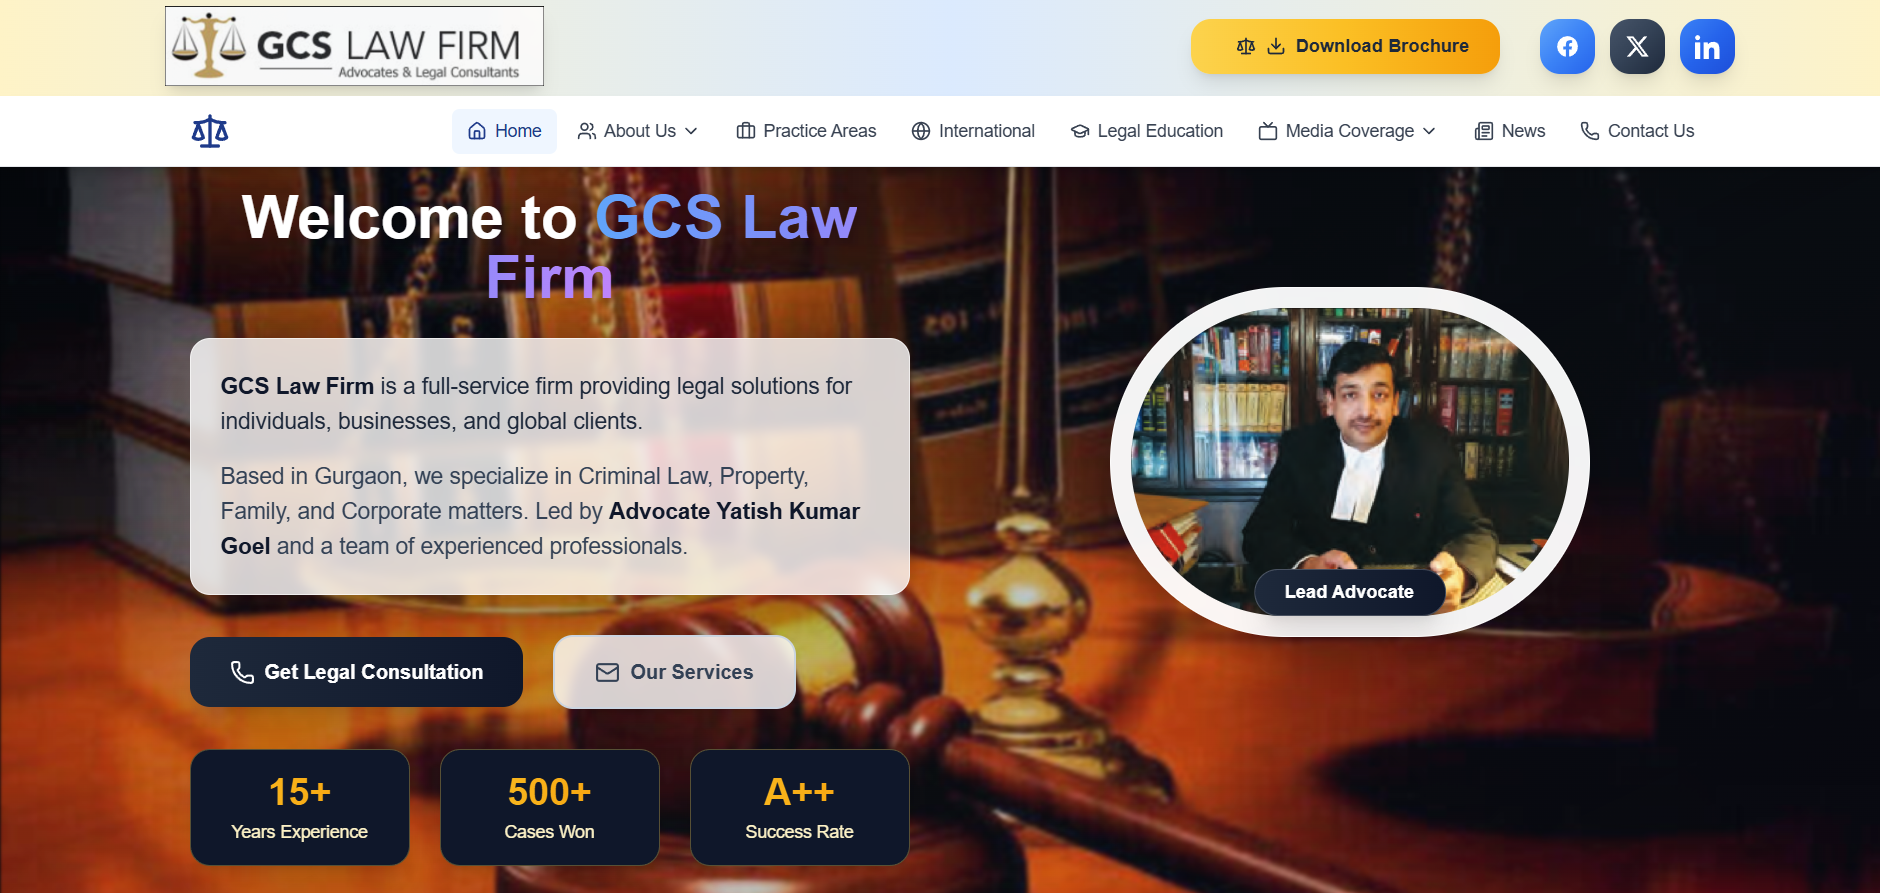 GCS LAW FIRM
Advocates & Legal Consultants
Download Brochure
Home
About Us
Practice Areas
International
Legal Education
Media Coverage
News
Contact Us
Welcome to GCS Law
Firm
GCS Law Firm is a full-service firm providing legal solutions for
individuals, businesses, and global clients.
Based in Gurgaon, we specialize in Criminal Law, Property,
Family, and Corporate matters. Led by Advocate Yatish Kumar
Goel and a team of experienced professionals.
Lead Advocate
Get Legal Consultation
Our Services
15+
Years Experience
500+
Cases Won
A++
Success Rate